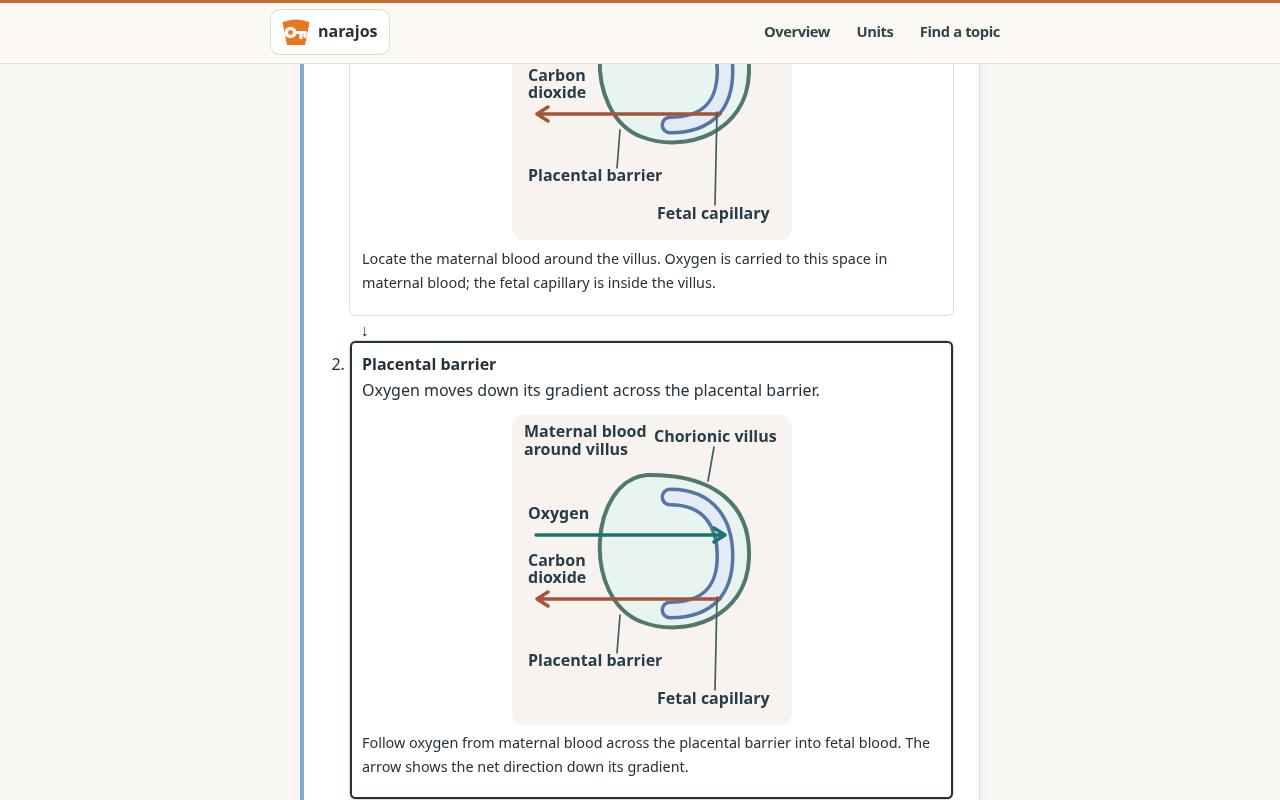 narajos
Overview
Units
Find a topic
Carbon
dioxide
Placental barrier
Fetal capillary
Locate the maternal blood around the villus. Oxygen is carried to this space in
maternal blood; the fetal capillary is inside the villus.
↓
2. Placental barrier
Oxygen moves down its gradient across the placental barrier.
Maternal blood
around villus
Chorionic villus
Oxygen
Carbon
dioxide
Placental barrier
Fetal capillary
Follow oxygen from maternal blood across the placental barrier into fetal blood. The
arrow shows the net direction down its gradient.